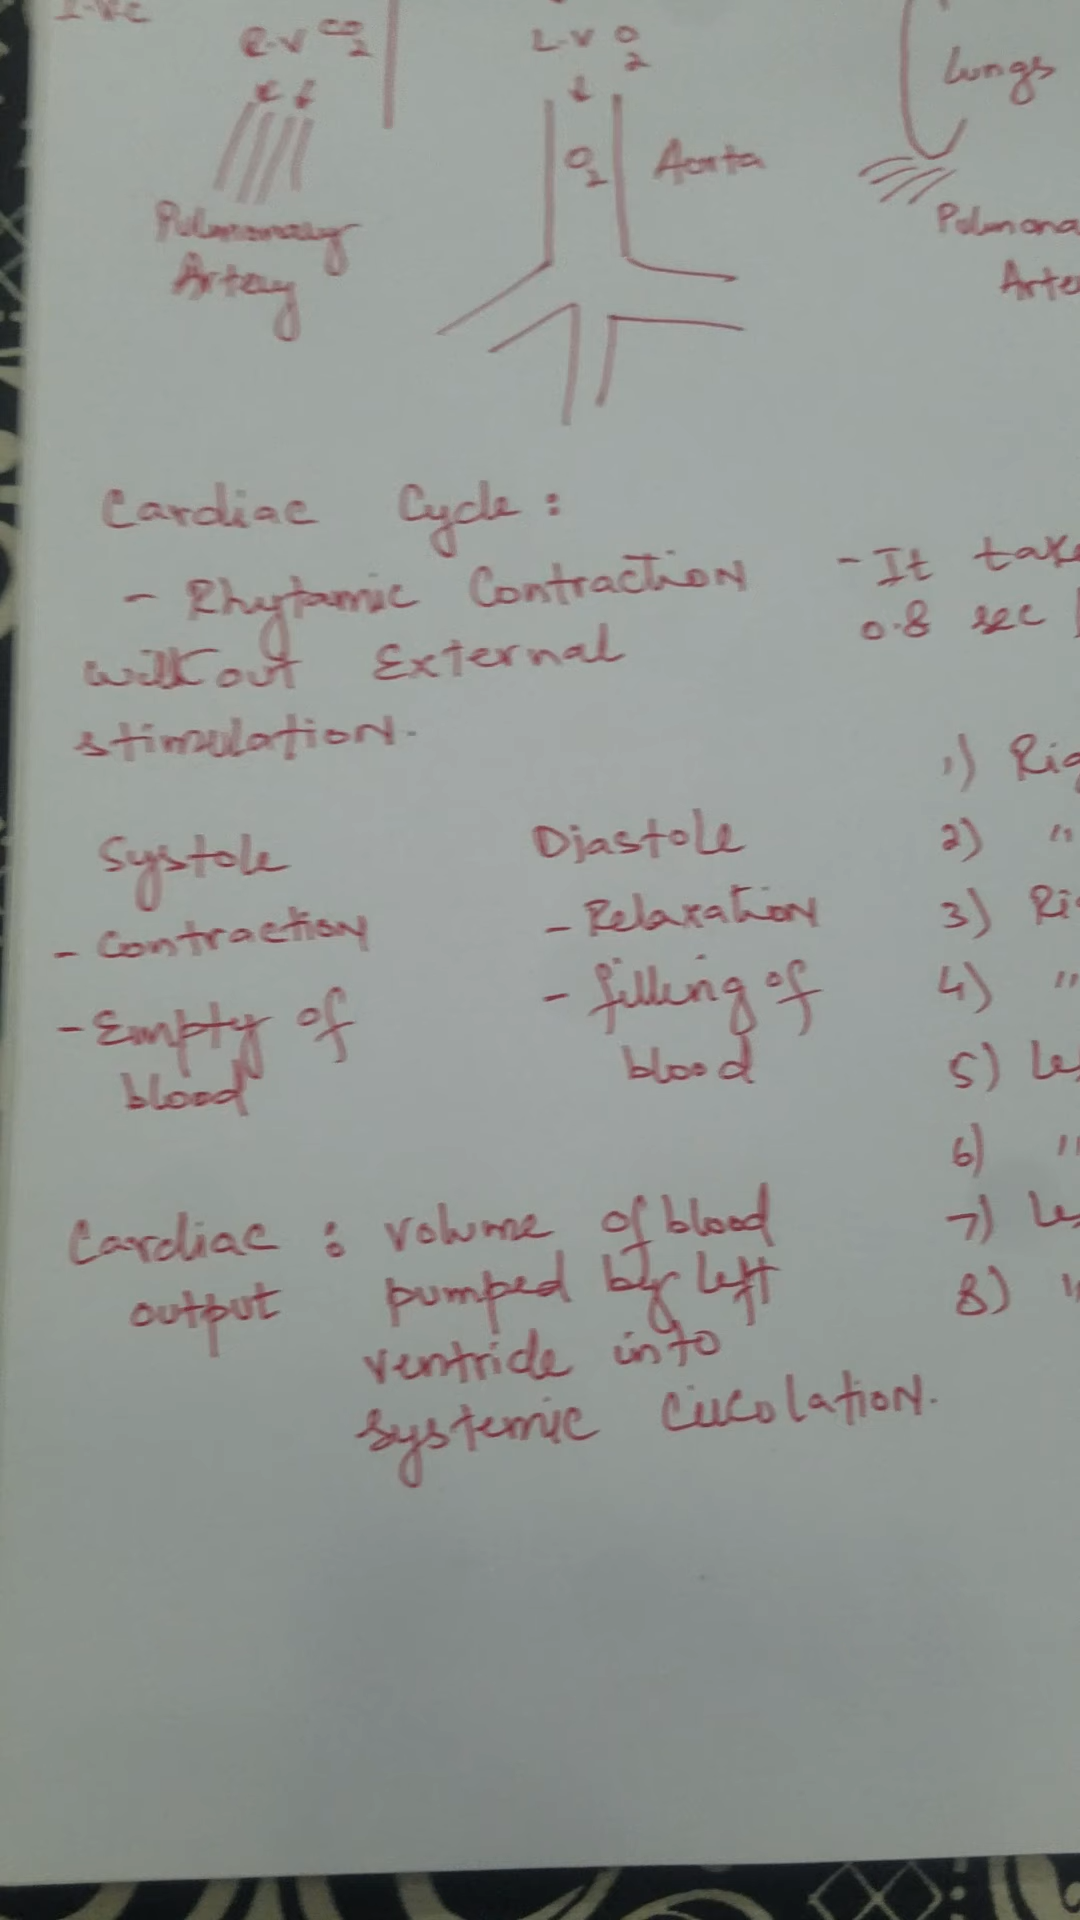 I-VC
R-V CO2
L-V O2
Lungs
O2
Aorta
Pulmonary
Artery
Pulmona
Arte
Cardiac Cycle :
- Rhytamic Contraction
without External
stimulation.
- It take
0.8 sec
Systole
- Contraction
- Empty of
blood
Diastole
- Relaxation
- filling of
blood
1) Rig
2) "
3) Ri
4) "
5) Le
6) "
7) Le
8) "
Cardiac : volume of blood
output pumped by left
ventricle into
systemic Circulation.